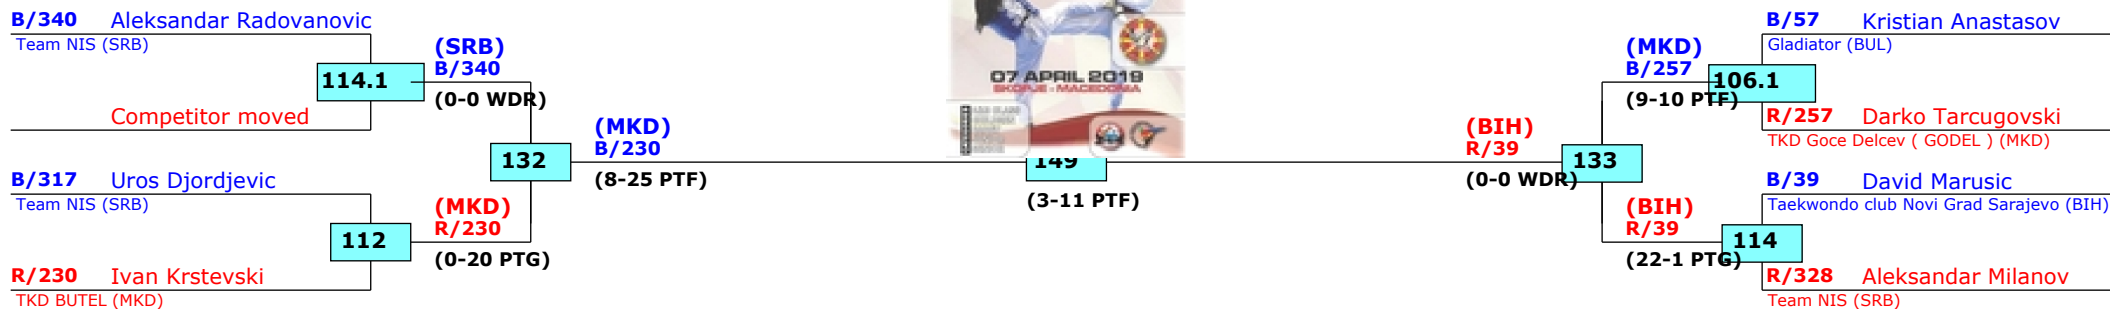 B/340 Aleksandar Radovanovic
Team NIS (SRB)
114.1
Competitor moved
(SRB)
B/340
(0-0 WDR)
B/317 Uros Djordjevic
Team NIS (SRB)
112
R/230 Ivan Krstevski
TKD BUTEL (MKD)
(MKD)
R/230
(0-20 PTG)
132
(MKD)
B/230
(8-25 PTF)
07 APRIL 2019
SKOPJE - MACEDONIA
149
(3-11 PTF)
(BIH)
R/39
(0-0 WDR)
133
(MKD)
B/257
(9-10 PTF)
106.1
B/57 Kristian Anastasov
Gladiator (BUL)
R/257 Darko Tarcugovski
TKD Goce Delcev ( GODEL ) (MKD)
(BIH)
R/39
(22-1 PTG)
114
B/39 David Marusic
Taekwondo club Novi Grad Sarajevo (BIH)
R/328 Aleksandar Milanov
Team NIS (SRB)